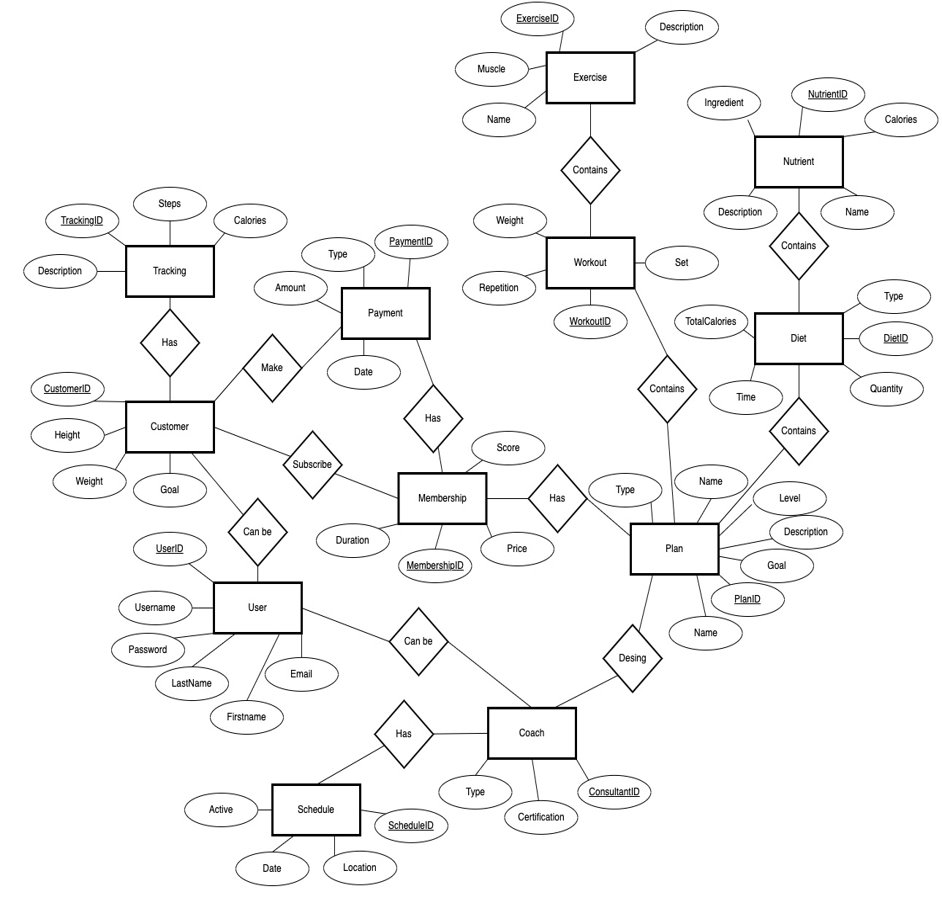 ExerciseID
Description
Muscle
Exercise
Name
Contains
Ingredient
NutrientID
Calories
Nutrient
Description
Name
Contains
Weight
Workout
Set
Repetition
WorkoutID
Contains
TotalCalories
Type
Diet
DietID
Time
Quantity
Contains
TrackingID
Steps
Calories
Description
Tracking
Has
Type
PaymentID
Amount
Payment
Date
Make
Has
CustomerID
Height
Customer
Weight
Goal
Subscribe
Score
Membership
Duration
MembershipID
Price
Has
Type
Name
Level
Description
Plan
Goal
PlanID
Name
Can be
UserID
Username
User
Password
LastName
Firstname
Email
Can be
Desing
Has
Coach
Type
Certification
ConsultantID
Active
Schedule
ScheduleID
Date
Location